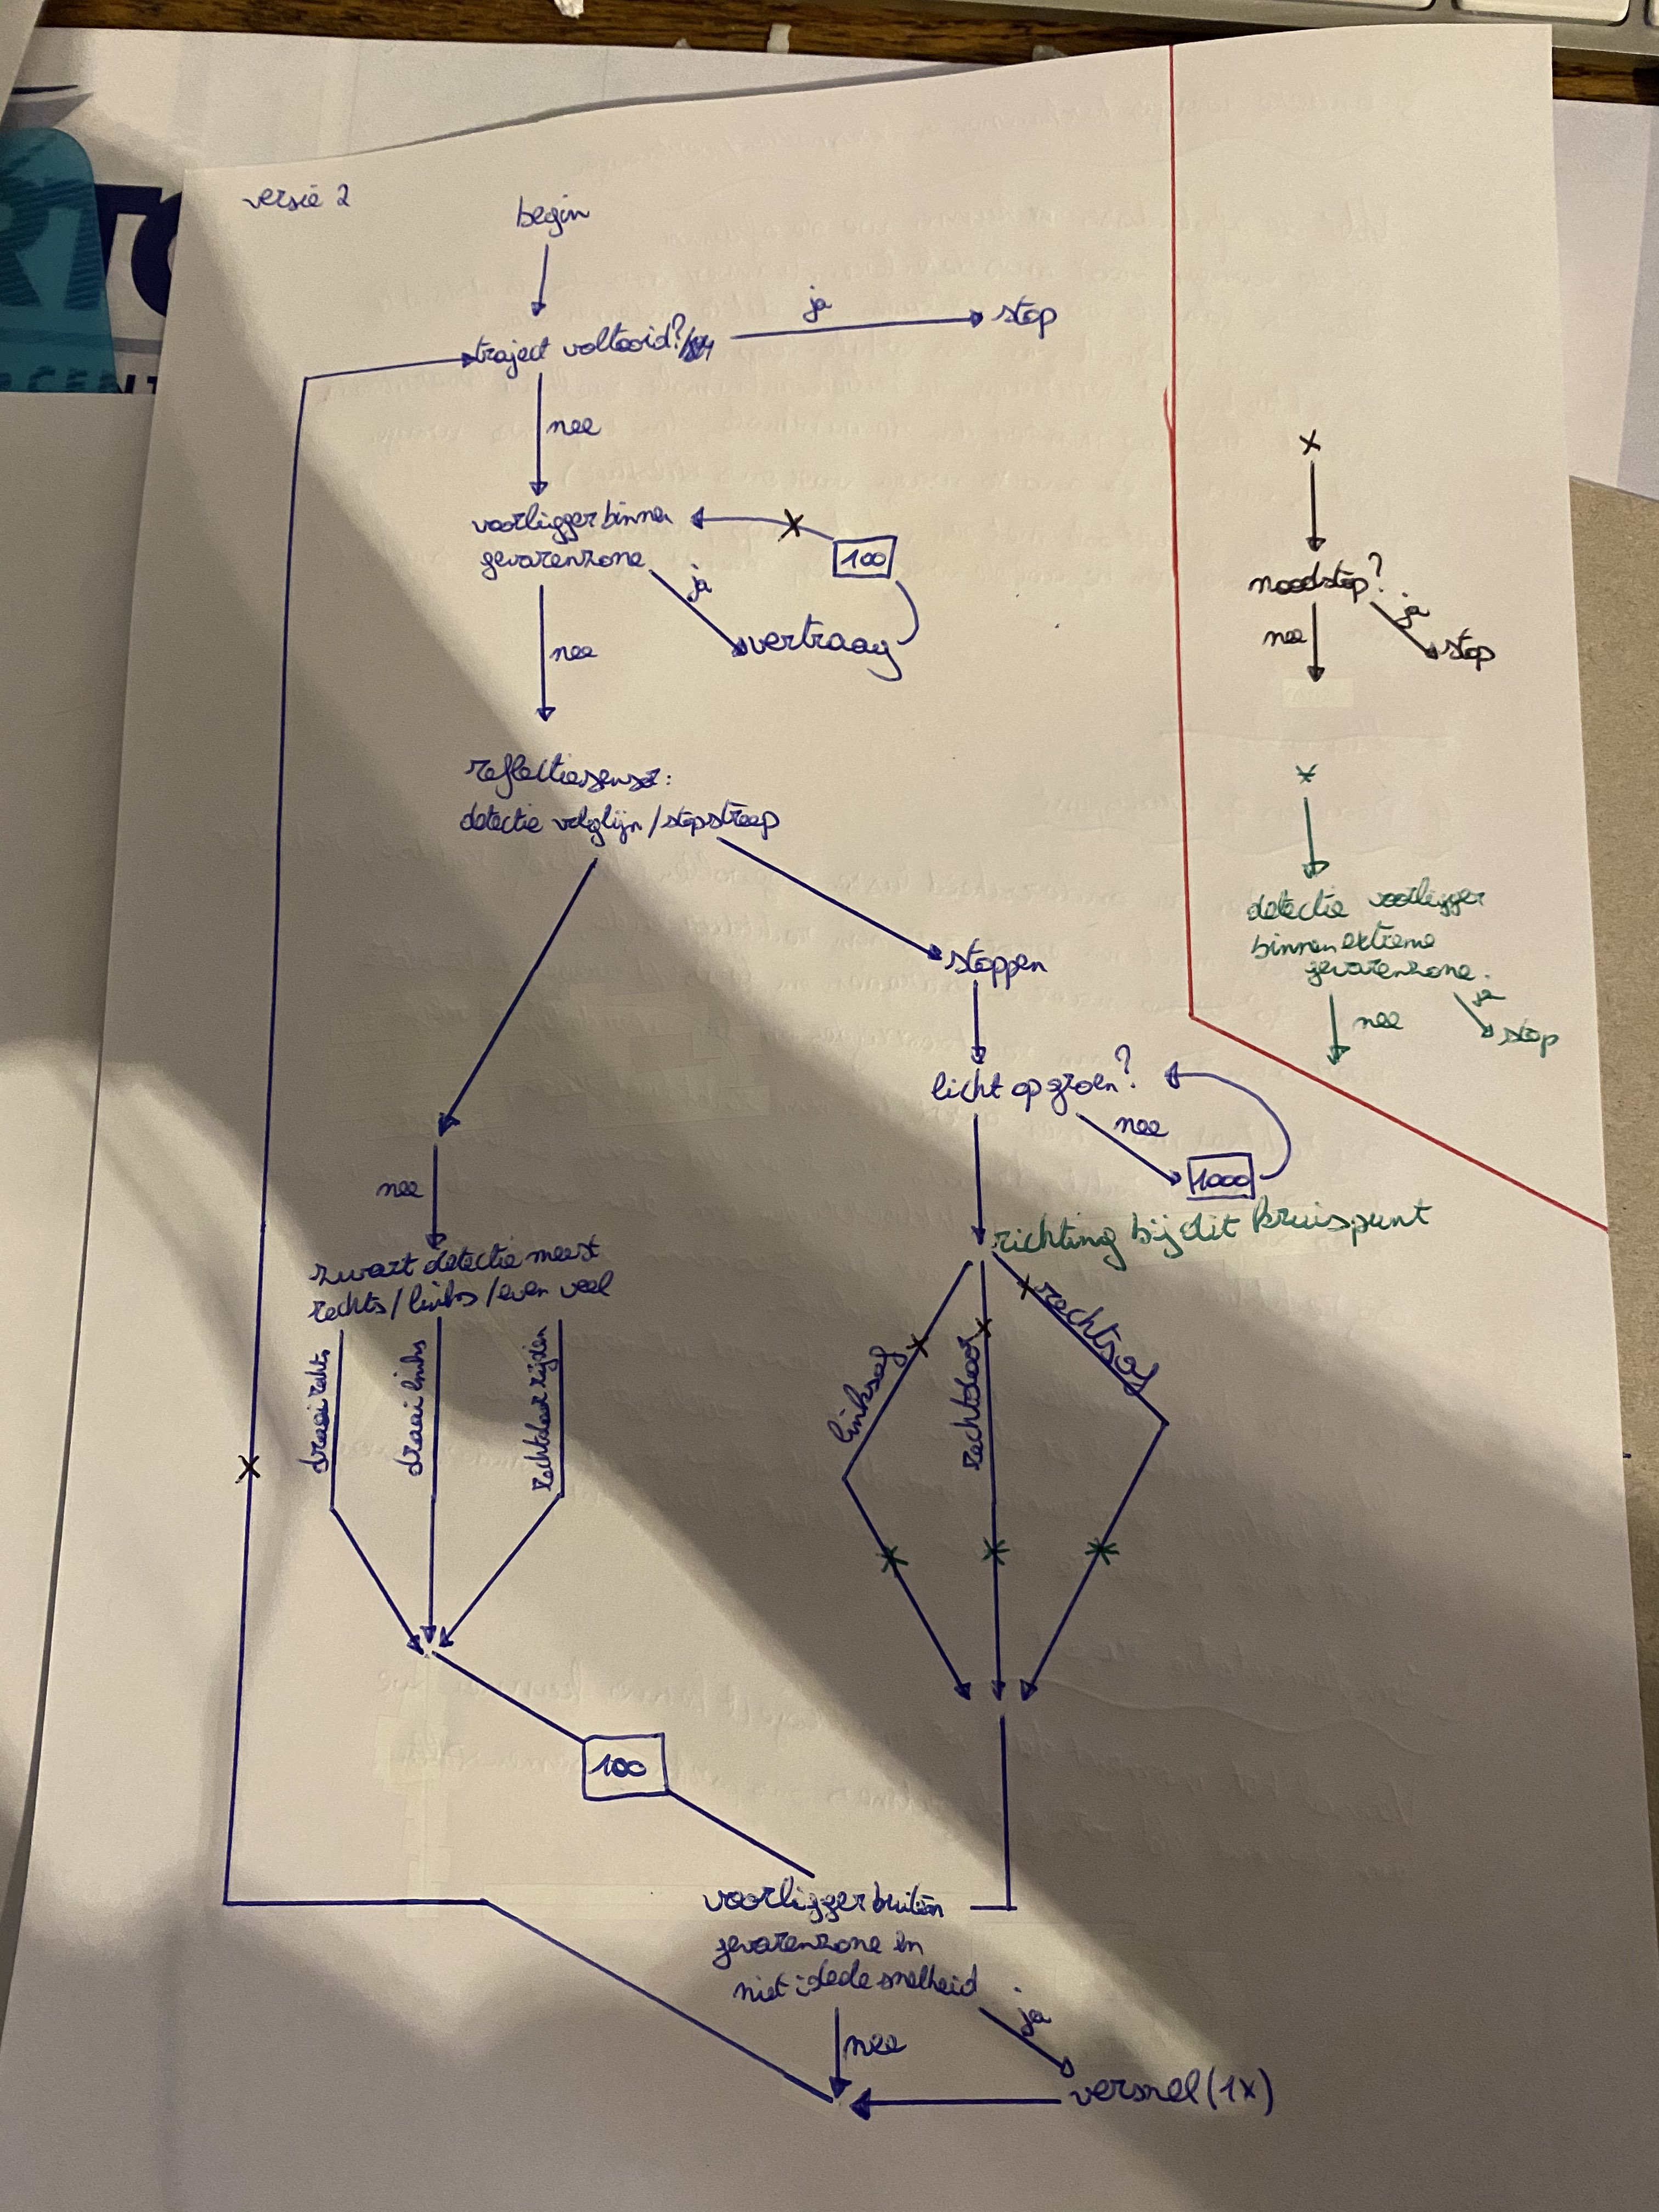 versie 2
begin
traject voltooid?/
ja
stop
nee
voorligger binnen
gevarenzone
100
ja
vertraag
nee
reflectiesensor:
detectie volglijn/stopstreep
stoppen
licht op groen?
nee
1000
richting bij dit kruispunt
linksaf
rechtdoor
rechtsaf
nee
zwart detectie meest
rechts/links/even veel
draai rechts
draai links
rechtdoor rijden
100
voorligger buiten
gevarenzone en
niet ideale snelheid
ja
nee
versnel (1x)
x
noodstop?
ja
nee
stop
x
detectie voorligger
binnen extreme
gevarenzone.
ja
nee
stop